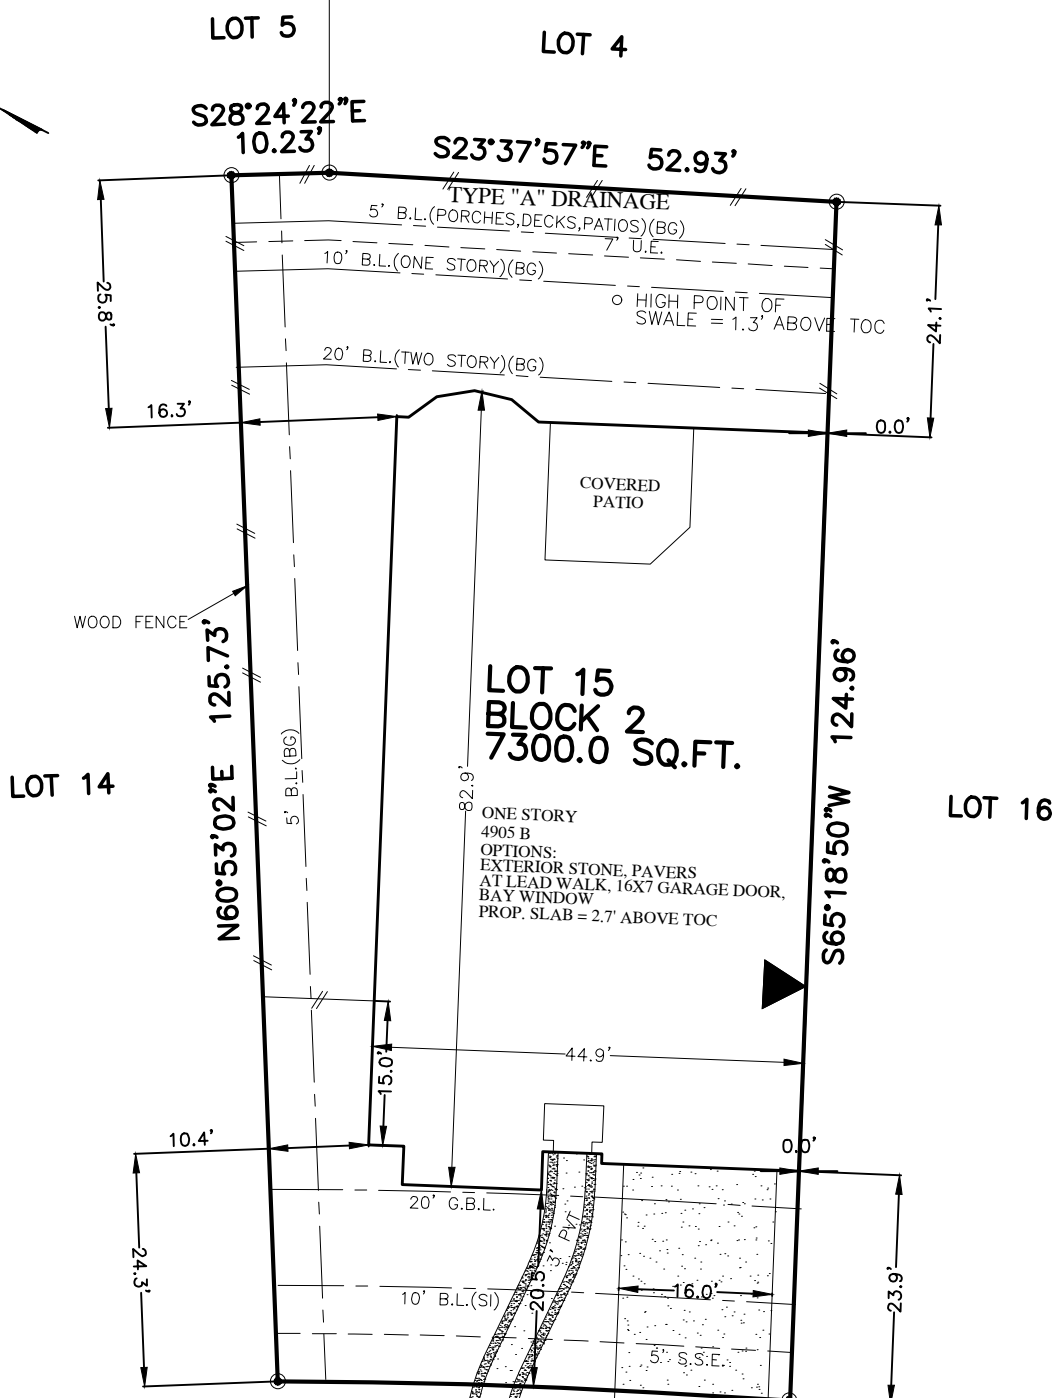 LOT 5
LOT 4
S28°24'22"E
10.23'
S23°37'57"E 52.93'
TYPE "A" DRAINAGE
5' B.L.(PORCHES,DECKS,PATIOS)(BG)
7' U.E.
10' B.L.(ONE STORY)(BG)
HIGH POINT OF
SWALE = 1.3' ABOVE TOC
25.8'
24.1'
20' B.L.(TWO STORY)(BG)
16.3'
0.0'
COVERED
PATIO
WOOD FENCE
N60°53'02"E 125.73'
S65°18'50"W 124.96'
LOT 15
BLOCK 2
7300.0 SQ.FT.
5' B.L.(BG)
82.9'
LOT 14
LOT 16
ONE STORY
4905 B
OPTIONS:
EXTERIOR STONE, PAVERS
AT LEAD WALK, 16X7 GARAGE DOOR,
BAY WINDOW
PROP. SLAB = 2.7' ABOVE TOC
44.9'
15.0'
10.4'
0.0'
20' G.B.L.
3' PVT
24.3'
20.5'
16.0'
23.9'
10' B.L.(SI)
5' S.S.E.